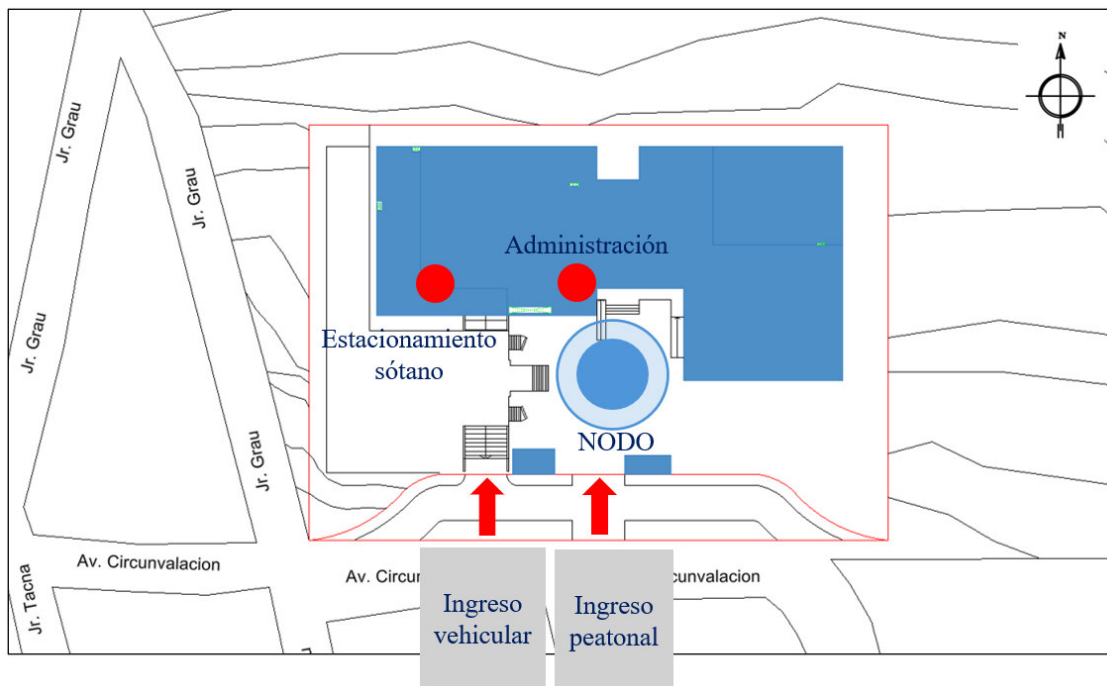 N
Jr. Grau
Jr. Grau
Administración
Estacionamiento
sótano
Jr. Grau
NODO
Jr. Grau
Av. Circunvalacion
Av. Circun
cunvalacion
Jr. Tacna
Ingreso
vehicular
Ingreso
peatonal